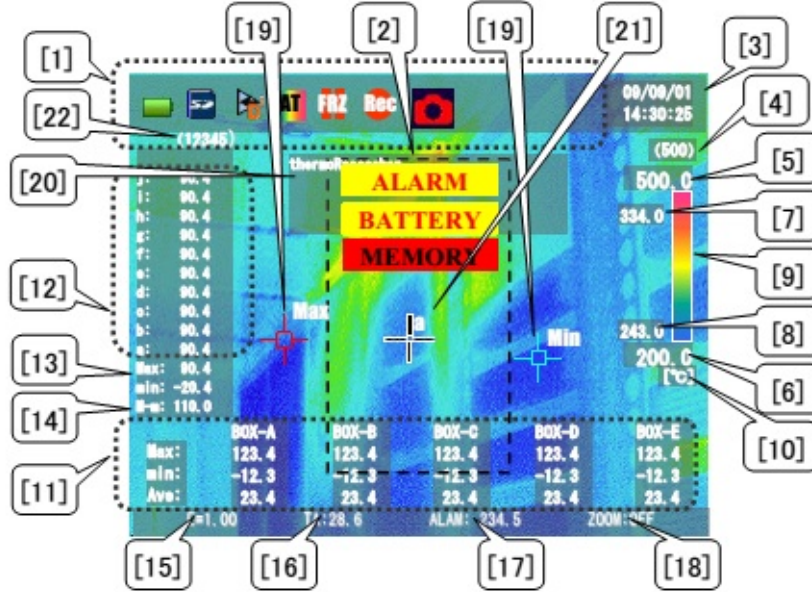 [19] [2] [19] [21]
[1] [3]
AT FRZ Rec 09/09/01
14:30:25
[22] (12345) [4]
(500)
[5]
[20] 500.0
ALARM
i: 90.4 334.0 [7]
h: 90.4 BATTERY
g: 90.4
f: 90.4 MEMORY
e: 90.4 [9]
[12] d: 90.4
c: 90.4 Max a Min
b: 90.4 243.0 [8]
a: 90.4
[13] Max: 90.4 200.0
min: -20.4 [℃] [6]
[14] M-m: 110.0
BOX-A BOX-B BOX-C BOX-D BOX-E [10]
Max: 123.4 123.4 123.4 123.4 123.4
[11] min: -12.3 -12.3 -12.3 -12.3 -12.3
Ave: 23.4 23.4 23.4 23.4 23.4
=1.00 :28.6 ALAM: 234.5 ZOOM:OFF
[15] [16] [17] [18]